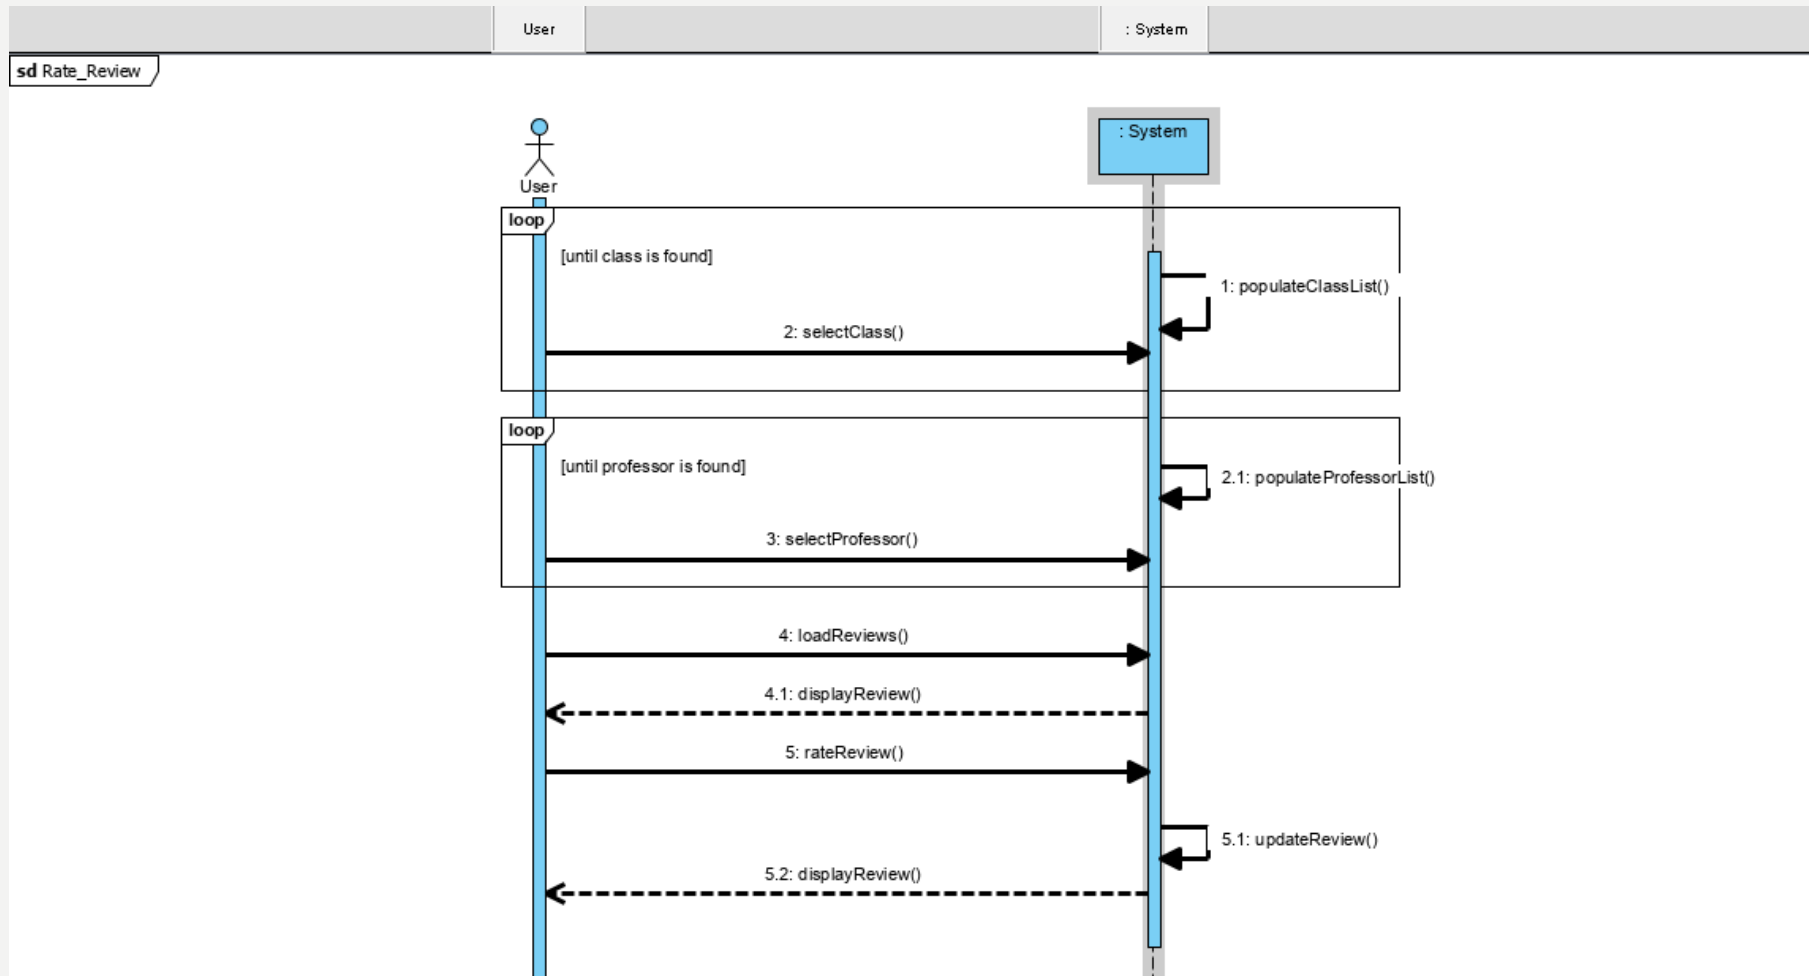 User
: System
sd Rate_Review
: System
User
loop
[until class is found]
1: populateClassList()
2: selectClass()
loop
[until professor is found]
2.1: populateProfessorList()
3: selectProfessor()
4: loadReviews()
4.1: displayReview()
5: rateReview()
5.1: updateReview()
5.2: displayReview()